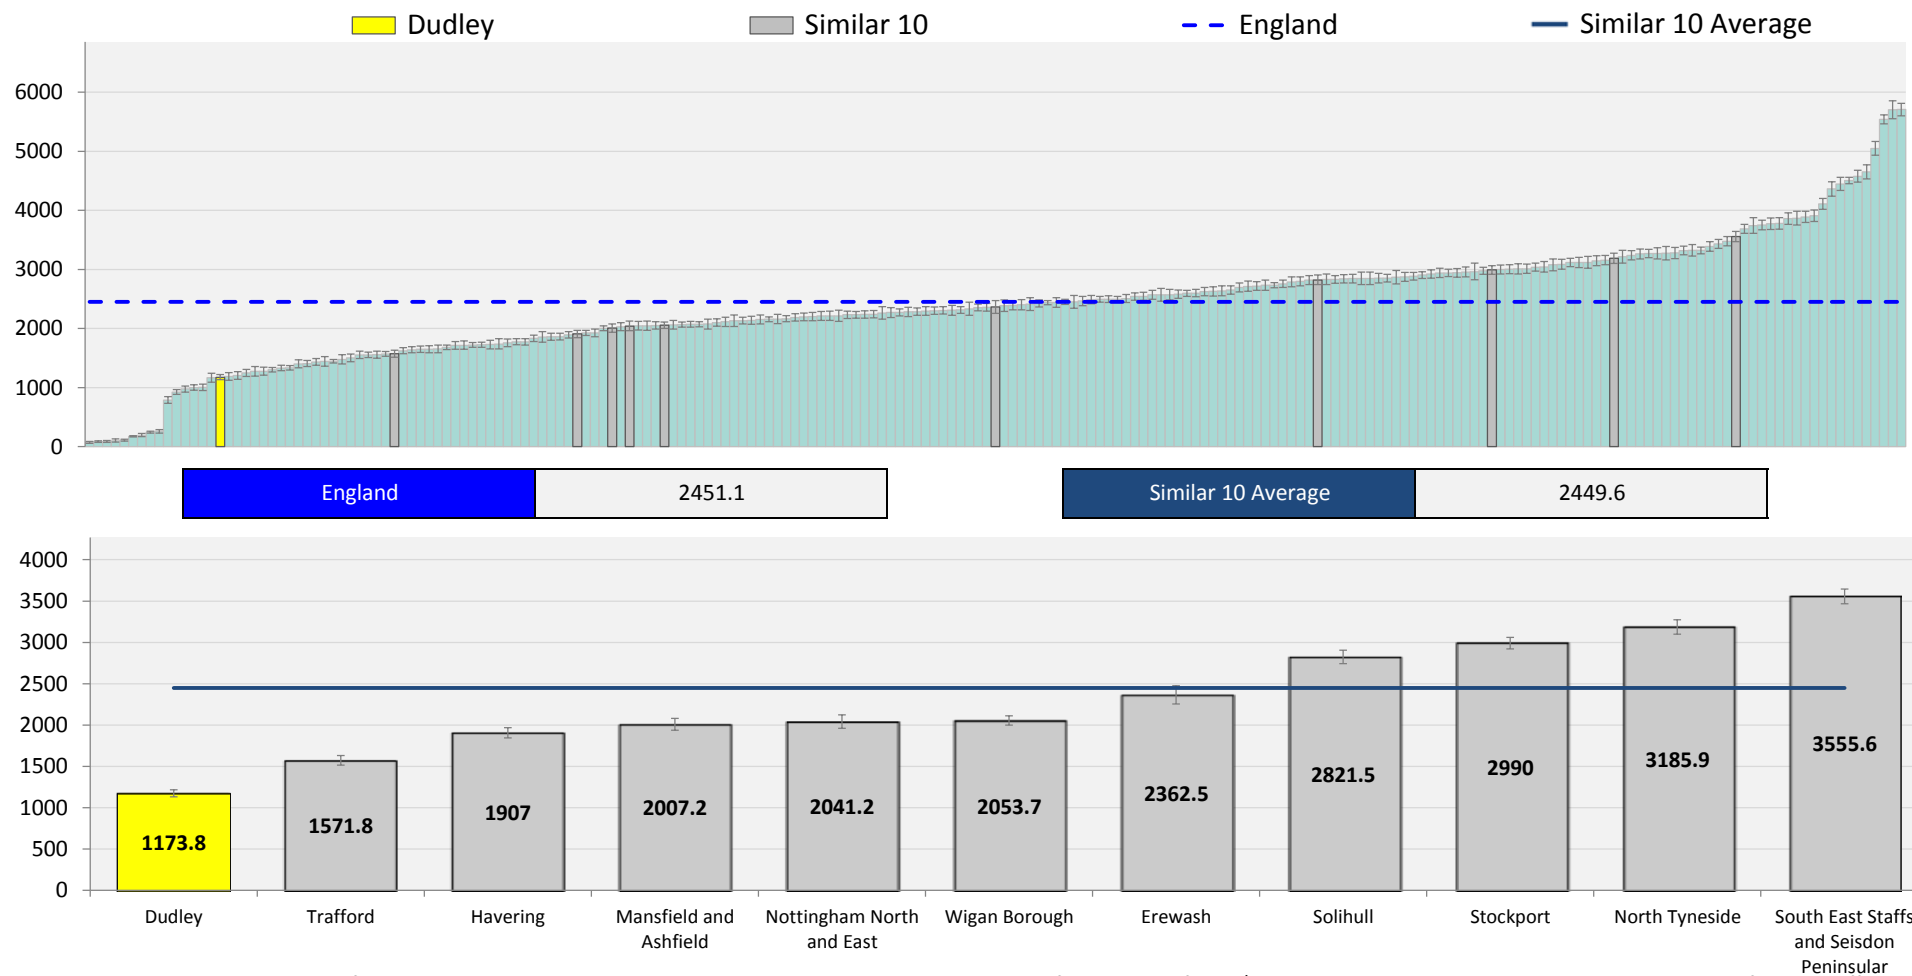 Dudley Similar 10 England Similar 10 Average
6000
5000
4000
3000
2000
1000
0
England 2451.1 Similar 10 Average 2449.6
4000
3500
3000
2500
2000
1500
1000
500
0
1173.8 1571.8 1907 2007.2 2041.2 2053.7 2362.5 2821.5 2990 3185.9 3555.6
Dudley Trafford Havering Mansfield and Nottingham North Wigan Borough Erewash Solihull Stockport North Tyneside South East Staffs
Ashfield and East and Seisdon
Peninsular